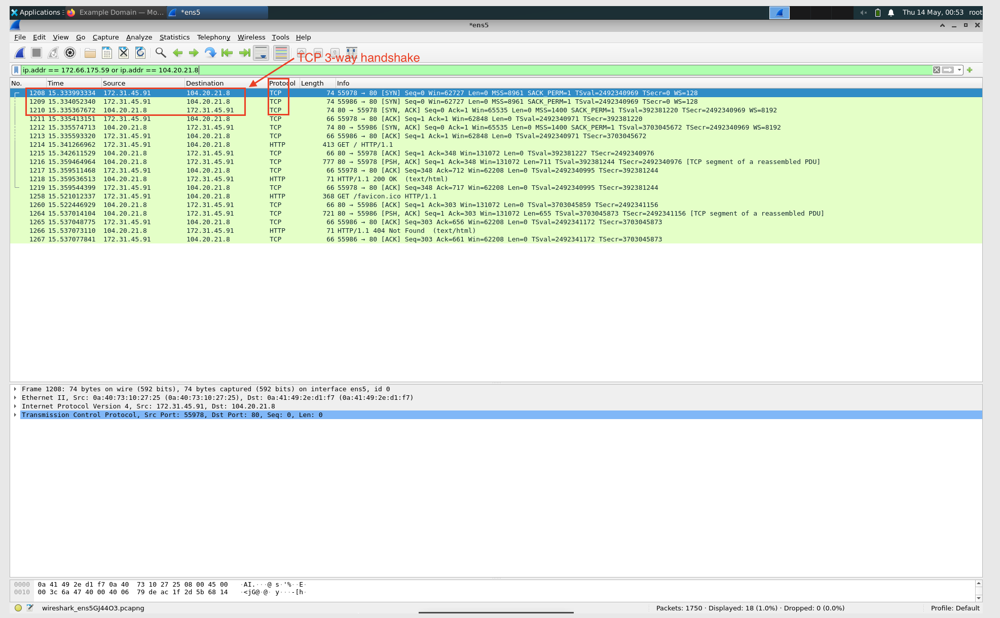 Applications Example Domain — Mo... *ens5 Thu 14 May, 00:53 root
*ens5
File Edit View Go Capture Analyze Statistics Telephony Wireless Tools Help
TCP 3-way handshake
ip.addr == 172.66.175.59 or ip.addr == 104.20.21.8
No. Time Source Destination Protocol Length Info
1208 15.333993334 172.31.45.91 104.20.21.8 TCP 74 55978 → 80 [SYN] Seq=0 Win=62727 Len=0 MSS=8961 SACK_PERM=1 TSval=2492340969 TSecr=0 WS=128
1209 15.334052340 172.31.45.91 104.20.21.8 TCP 74 55986 → 80 [SYN] Seq=0 Win=62727 Len=0 MSS=8961 SACK_PERM=1 TSval=2492340969 TSecr=0 WS=128
1210 15.335367672 104.20.21.8 172.31.45.91 TCP 74 80 → 55978 [SYN, ACK] Seq=0 Ack=1 Win=65535 Len=0 MSS=1400 SACK_PERM=1 TSval=392381220 TSecr=2492340969 WS=8192
1211 15.335413151 172.31.45.91 104.20.21.8 TCP 66 55978 → 80 [ACK] Seq=1 Ack=1 Win=62848 Len=0 TSval=2492340971 TSecr=392381220
1212 15.335574713 104.20.21.8 172.31.45.91 TCP 74 80 → 55986 [SYN, ACK] Seq=0 Ack=1 Win=65535 Len=0 MSS=1400 SACK_PERM=1 TSval=3703045672 TSecr=2492340969 WS=8192
1213 15.335593320 172.31.45.91 104.20.21.8 TCP 66 55986 → 80 [ACK] Seq=1 Ack=1 Win=62848 Len=0 TSval=2492340971 TSecr=3703045672
1214 15.341266962 172.31.45.91 104.20.21.8 HTTP 413 GET / HTTP/1.1
1215 15.342611529 104.20.21.8 172.31.45.91 TCP 66 80 → 55978 [ACK] Seq=1 Ack=348 Win=131072 Len=0 TSval=392381227 TSecr=2492340976
1216 15.359464964 104.20.21.8 172.31.45.91 TCP 777 80 → 55978 [PSH, ACK] Seq=1 Ack=348 Win=131072 Len=711 TSval=392381244 TSecr=2492340976 [TCP segment of a reassembled PDU]
1217 15.359511468 172.31.45.91 104.20.21.8 TCP 66 55978 → 80 [ACK] Seq=348 Ack=712 Win=62208 Len=0 TSval=2492340995 TSecr=392381244
1218 15.359536513 104.20.21.8 172.31.45.91 HTTP 71 HTTP/1.1 200 OK (text/html)
1219 15.359544399 172.31.45.91 104.20.21.8 TCP 66 55978 → 80 [ACK] Seq=348 Ack=717 Win=62208 Len=0 TSval=2492340995 TSecr=392381244
1258 15.521012337 172.31.45.91 104.20.21.8 HTTP 368 GET /favicon.ico HTTP/1.1
1260 15.522446929 104.20.21.8 172.31.45.91 TCP 66 80 → 55986 [ACK] Seq=1 Ack=303 Win=131072 Len=0 TSval=3703045859 TSecr=2492341156
1264 15.537014104 104.20.21.8 172.31.45.91 TCP 721 80 → 55986 [PSH, ACK] Seq=1 Ack=303 Win=131072 Len=655 TSval=3703045873 TSecr=2492341156 [TCP segment of a reassembled PDU]
1265 15.537048775 172.31.45.91 104.20.21.8 TCP 66 55986 → 80 [ACK] Seq=303 Ack=656 Win=62208 Len=0 TSval=2492341172 TSecr=3703045873
1266 15.537073110 104.20.21.8 172.31.45.91 HTTP 71 HTTP/1.1 404 Not Found (text/html)
1267 15.537077841 172.31.45.91 104.20.21.8 TCP 66 55986 → 80 [ACK] Seq=303 Ack=661 Win=62208 Len=0 TSval=2492341172 TSecr=3703045873
Frame 1208: 74 bytes on wire (592 bits), 74 bytes captured (592 bits) on interface ens5, id 0
Ethernet II, Src: 0a:40:73:10:27:25 (0a:40:73:10:27:25), Dst: 0a:41:49:2e:d1:f7 (0a:41:49:2e:d1:f7)
Internet Protocol Version 4, Src: 172.31.45.91, Dst: 104.20.21.8
Transmission Control Protocol, Src Port: 55978, Dst Port: 80, Seq: 0, Len: 0
0000 0a 41 49 2e d1 f7 0a 40 73 10 27 25 08 00 45 00 ·AI.···@ s·'%··E·
0010 00 3c 6a 47 40 00 40 06 79 de ac 1f 2d 5b 68 14 ·<jG@·@· y···-[h·
wireshark_ens5GJ44O3.pcapng Packets: 1750 · Displayed: 18 (1.0%) · Dropped: 0 (0.0%) Profile: Default